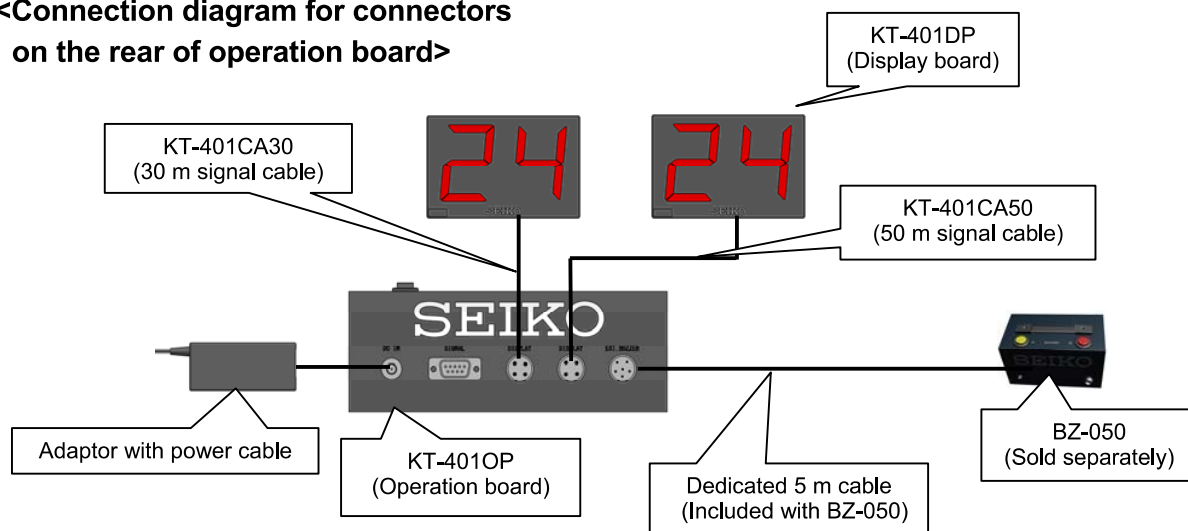 <Connection diagram for connectors
on the rear of operation board>
KT-401DP
(Display board)
KT-401CA30
(30 m signal cable)
24
24
SEIKO
SEIKO
KT-401CA50
(50 m signal cable)
SEIKO
DC IN
SIGNAL
DISPLAY
DISPLAY
EXT. BUZZER
SEIKO
Adaptor with power cable
KT-401OP
(Operation board)
Dedicated 5 m cable
(Included with BZ-050)
BZ-050
(Sold separately)